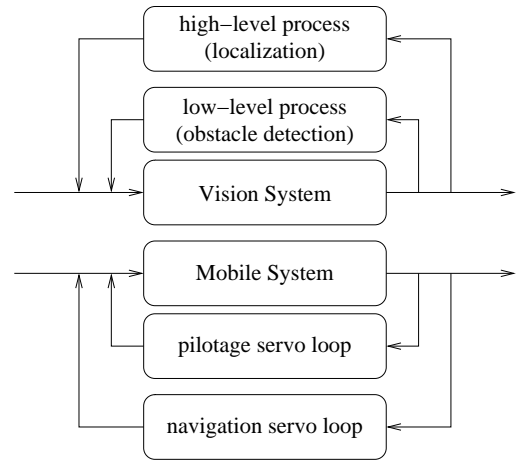 high−level process
(localization)
low−level process
(obstacle detection)
Vision System
Mobile System
pilotage servo loop
navigation servo loop